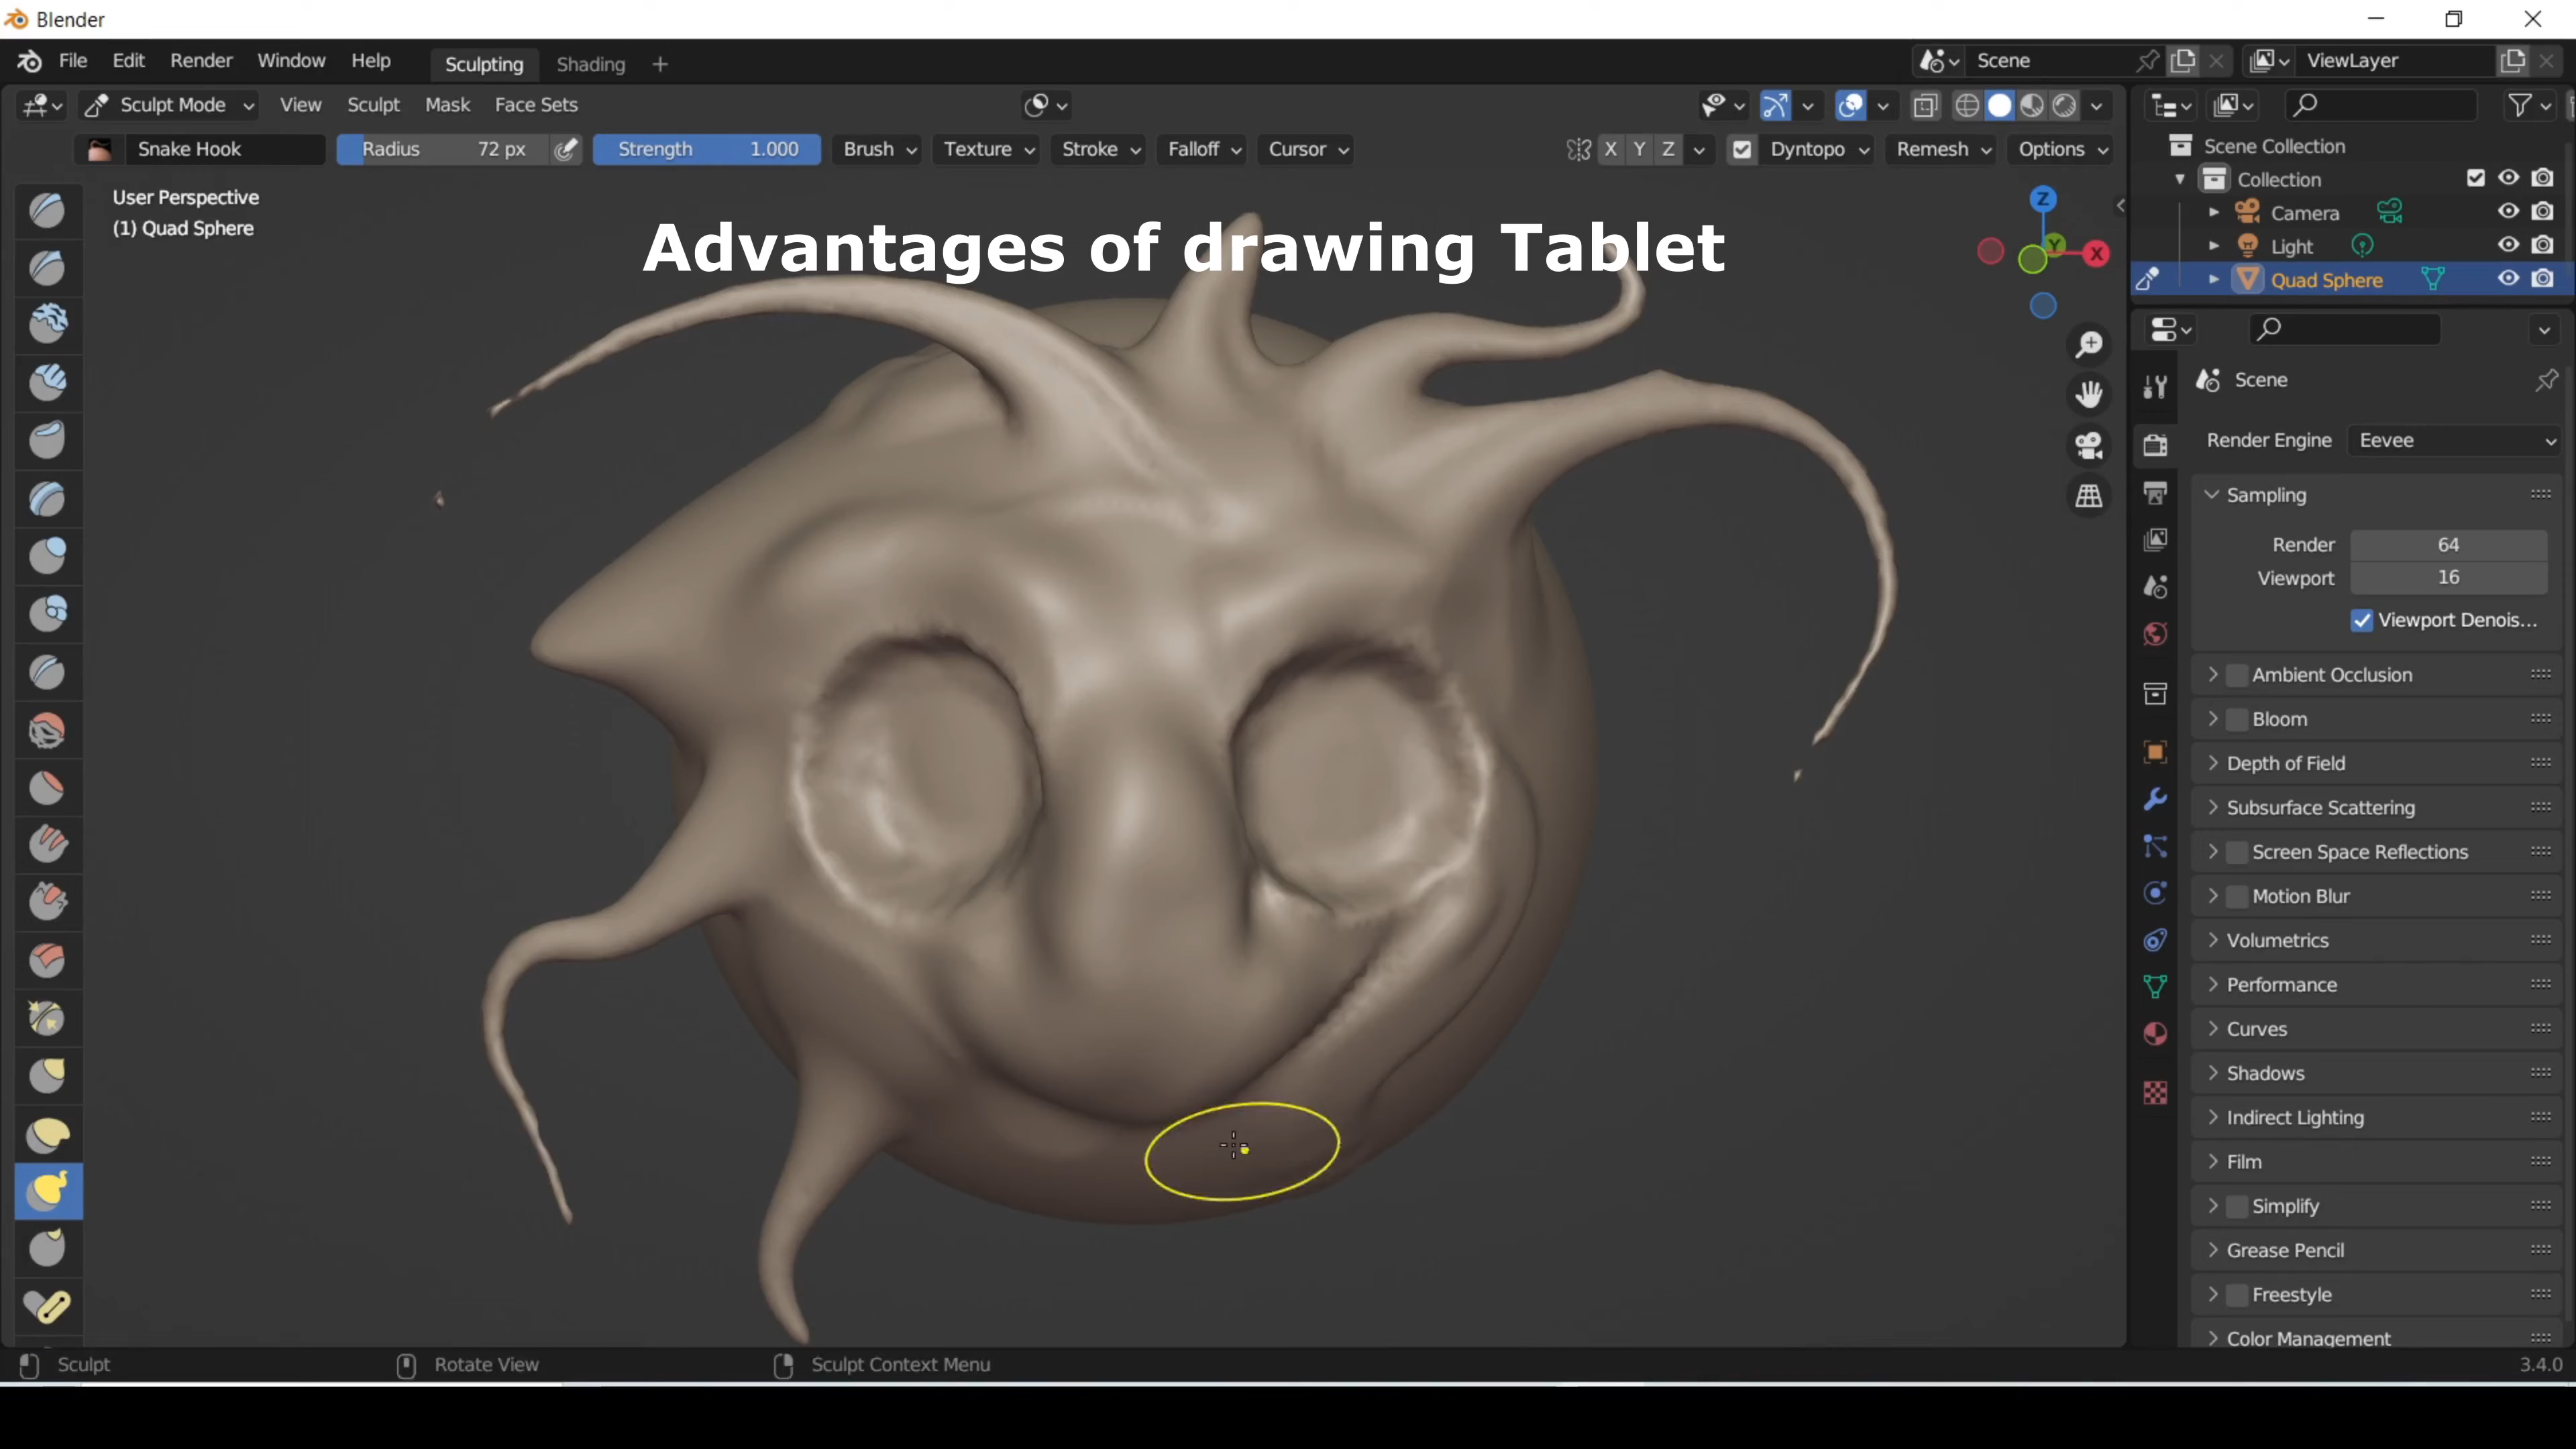 Blender
File Edit Render Window Help Sculpting Shading + Scene ViewLayer
Sculpt Mode View Sculpt Mask Face Sets
Snake Hook Radius 72 px Strength 1.000 Brush Texture Stroke Falloff Cursor X Y Z Dyntopo Remesh Options
User Perspective
(1) Quad Sphere
Advantages of drawing Tablet
Z
Y
X
Scene Collection
Collection
Camera
Light
Quad Sphere
Scene
Render Engine Eevee
Sampling
Render 64
Viewport 16
Viewport Denois...
Ambient Occlusion
Bloom
Depth of Field
Subsurface Scattering
Screen Space Reflections
Motion Blur
Volumetrics
Performance
Curves
Shadows
Indirect Lighting
Film
Simplify
Grease Pencil
Freestyle
Color Management
Sculpt Rotate View Sculpt Context Menu 3.4.0